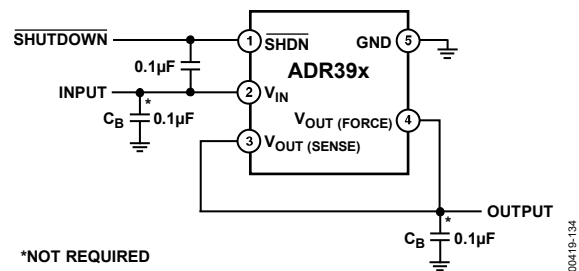 SHUTDOWN
1
SHDN
GND
5
0.1µF
ADR39x
INPUT
2
VIN
*
CB
0.1µF
VOUT (FORCE)
4
3
VOUT (SENSE)
OUTPUT
*
CB
0.1µF
*NOT REQUIRED
00419-134